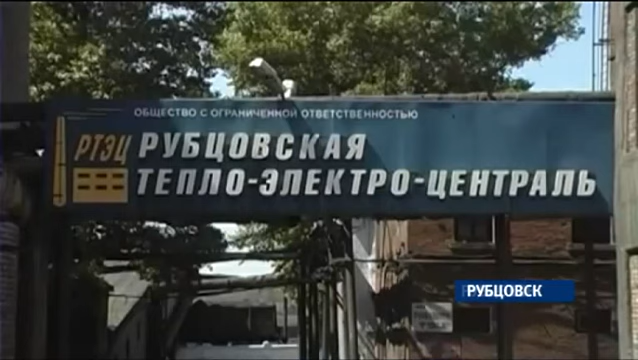 ОБЩЕСТВО С ОГРАНИЧЕННОЙ ОТВЕТСТВЕННОСТЬЮ
РТЭЦ
РУБЦОВСКАЯ
ТЕПЛО-ЭЛЕКТРО-ЦЕНТРАЛЬ
РУБЦОВСК